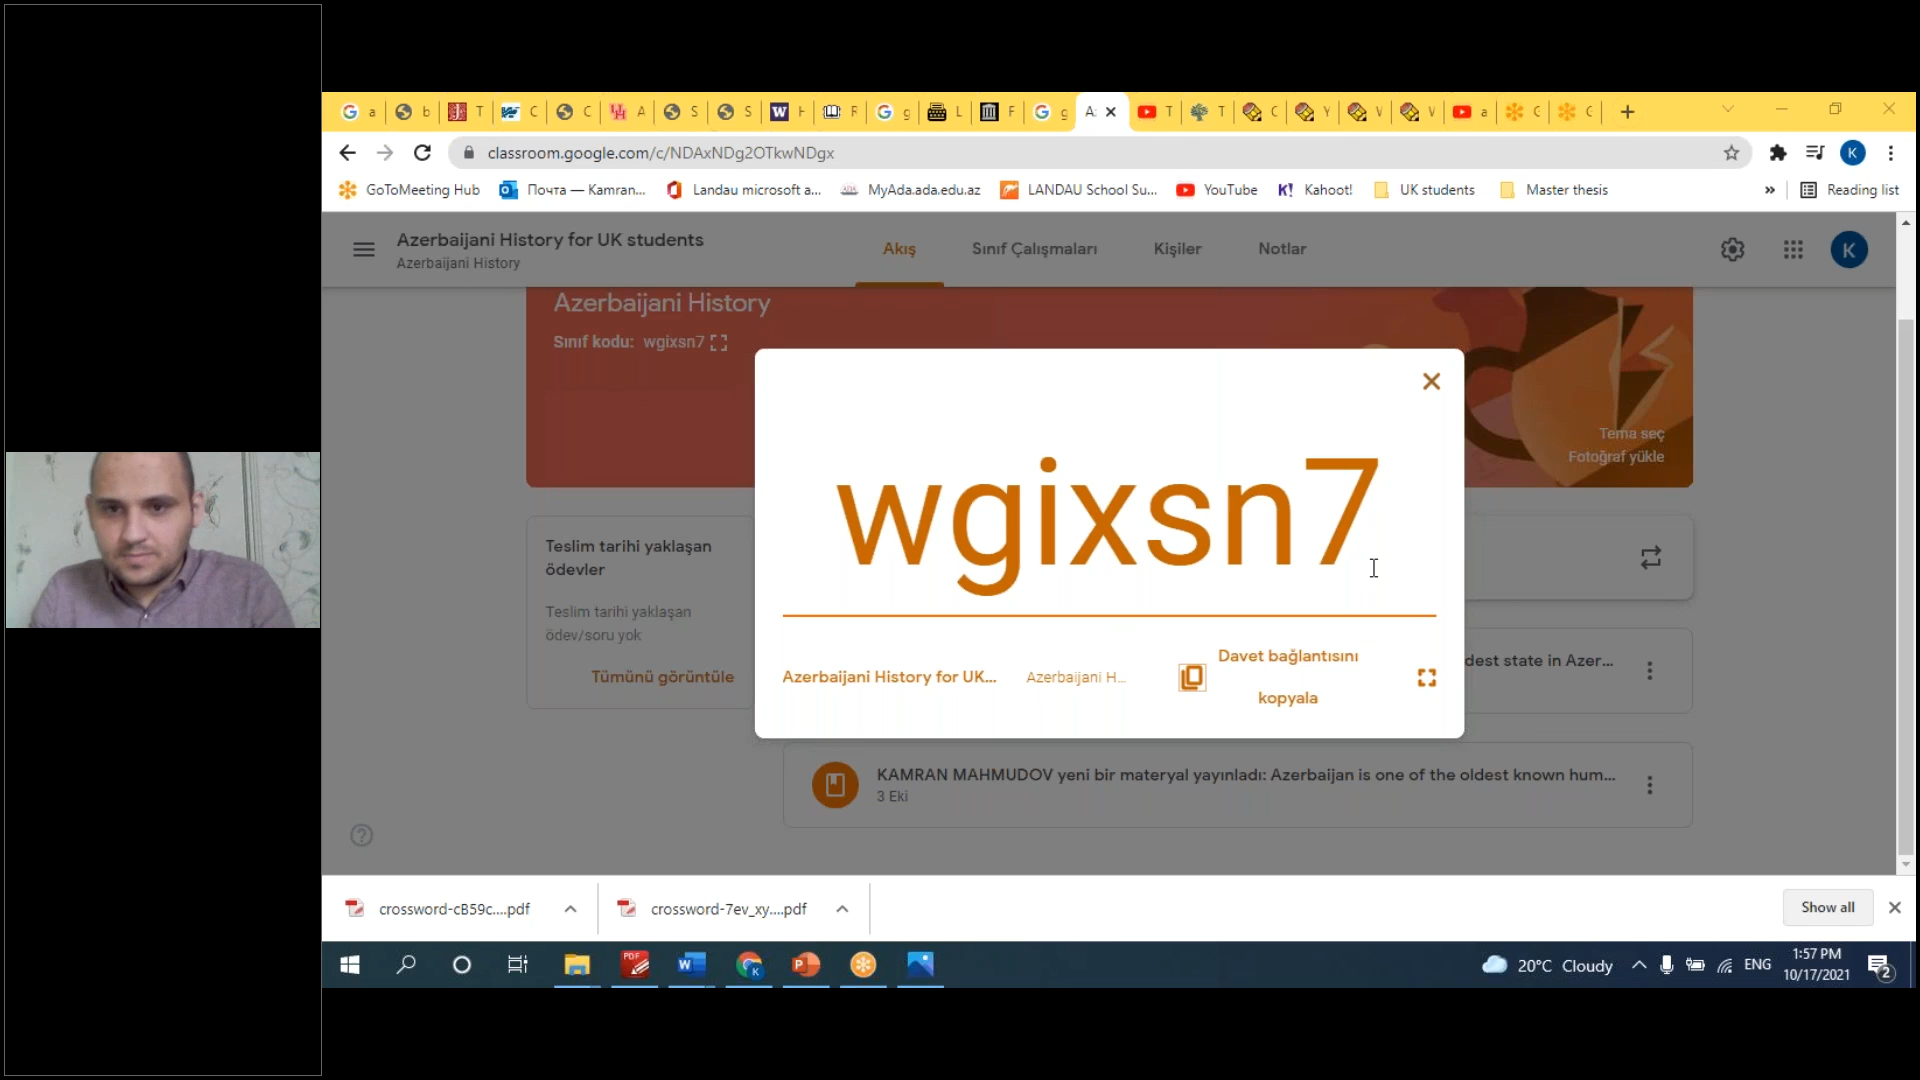 a
b
T
C
C
A
S
S
H
R
g
L
F
g
A:
T
T
C
Y
V
V
a
C
C
classroom.google.com/c/NDAxNDg2OTkwNDgx
K
GoToMeeting Hub
Почта — Kamran...
Landau microsoft a...
MyAda.ada.edu.az
LANDAU School Su...
YouTube
K! Kahoot!
UK students
Master thesis
»
Reading list
Azerbaijani History for UK students
Azerbaijani History
Akış
Sınıf Çalışmaları
Kişiler
Notlar
K
Azerbaijani History
Sınıf kodu: wgixsn7
Tema seç
Fotoğraf yükle
wgixsn7
Azerbaijani History for UK...
Azerbaijani H...
Davet bağlantısını
kopyala
Teslim tarihi yaklaşan
ödevler
Teslim tarihi yaklaşan
ödev/soru yok
Tümünü görüntüle
dest state in Azer...
KAMRAN MAHMUDOV yeni bir materyal yayınladı: Azerbaijan is one of the oldest known hum...
3 Eki
crossword-cB59c....pdf
crossword-7ev_xy....pdf
Show all
20°C Cloudy
ENG
1:57 PM
10/17/2021
2